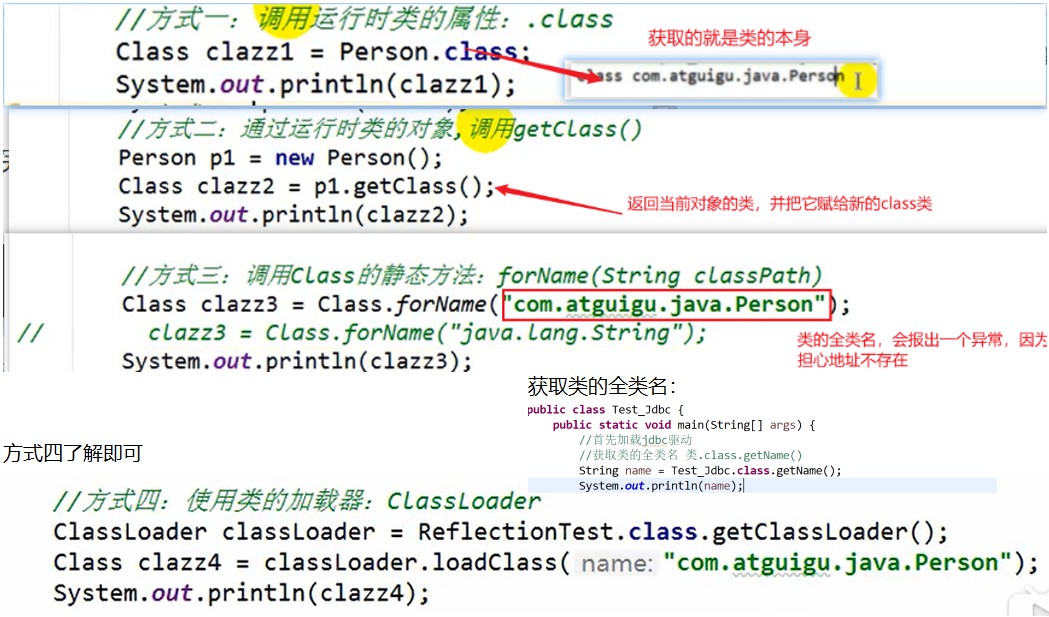 //方式一：调用运行时类的属性：.class
Class clazz1 = Person.class;
System.out.println(clazz1);
获取的就是类的本身
class com.atguigu.java.Person
//方式二：通过运行时类的对象,调用getClass()
Person p1 = new Person();
Class clazz2 = p1.getClass();
System.out.println(clazz2);
返回当前对象的类，并把它赋给新的class类
//方式三：调用Class的静态方法：forName(String classPath)
Class clazz3 = Class.forName("com.atguigu.java.Person");
// clazz3 = Class.forName("java.lang.String");
System.out.println(clazz3);
类的全类名，会报出一个异常，因为
担心地址不存在
获取类的全类名：
public class Test_Jdbc {
public static void main(String[] args) {
//首先加载jdbc驱动
//获取类的全类名 类.class.getName()
String name = Test_Jdbc.class.getName();
System.out.println(name);
方式四了解即可
//方式四：使用类的加载器：ClassLoader
ClassLoader classLoader = ReflectionTest.class.getClassLoader();
Class clazz4 = classLoader.loadClass( name: "com.atguigu.java.Person");
System.out.println(clazz4);